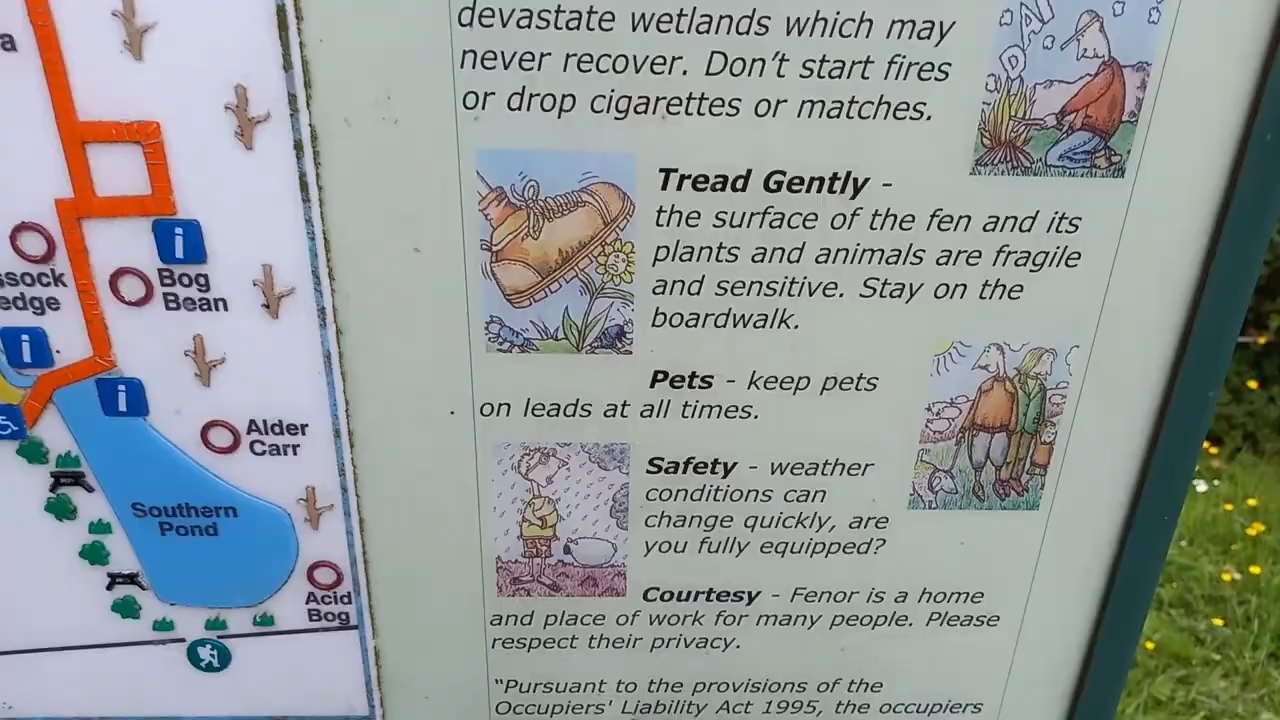 a
ssock
edge
Bog
Bean
Alder
Carr
Southern
Pond
Acid
Bog
devastate wetlands which may
never recover. Don't start fires
or drop cigarettes or matches.
Tread Gently -
the surface of the fen and its
plants and animals are fragile
and sensitive. Stay on the
boardwalk.
Pets - keep pets
on leads at all times.
Safety - weather
conditions can
change quickly, are
you fully equipped?
Courtesy - Fenor is a home
and place of work for many people. Please
respect their privacy.
"Pursuant to the provisions of the
Occupiers' Liability Act 1995, the occupiers